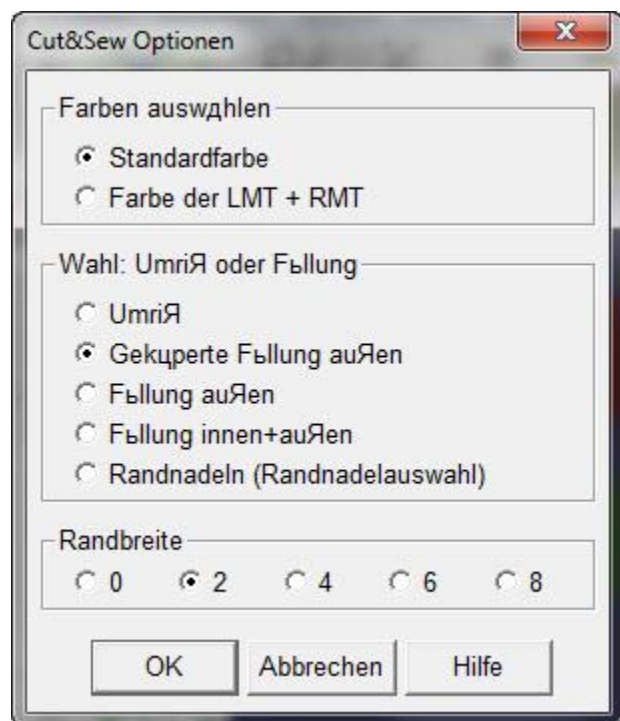 Cut&Sew Optionen
Farben auswдhlen
Standardfarbe
Farbe der LMT + RMT
Wahl: UmriЯ oder Fьllung
UmriЯ
Gekцperte Fьllung auЯen
Fьllung auЯen
Fьllung innen+auЯen
Randnadeln (Randnadelauswahl)
Randbreite
0 2 4 6 8
OK Abbrechen Hilfe